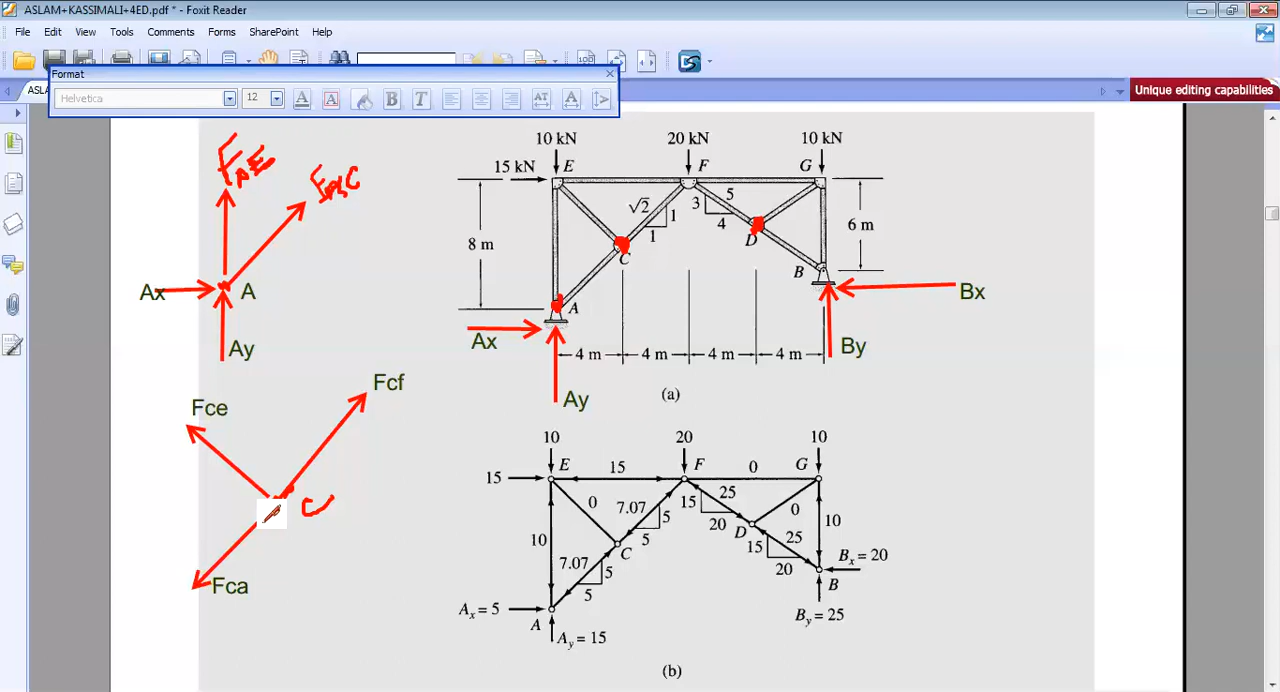 ASLAM+KASSIMALI+4ED.pdf * - Foxit Reader
File Edit View Tools Comments Forms SharePoint Help
Format
Helvetica 12
ASLA
Unique editing capabilities
10 kN 20 kN 10 kN
15 kN E F G
√2 1 1
3 5 4
8 m
6 m
C D B A
4 m 4 m 4 m 4 m
Ax Ay Bx By
(a)
FAE
Ax A
Ay
Fcf
Fce
C
Fca
10 20 10
15 E 15 F 0 G
0 7.07 5 5
15 25 20
D 0
10 10
7.07 5 5
C
15 25 20
Bx = 20
B
By = 25
Ax = 5
A Ay = 15
(b)